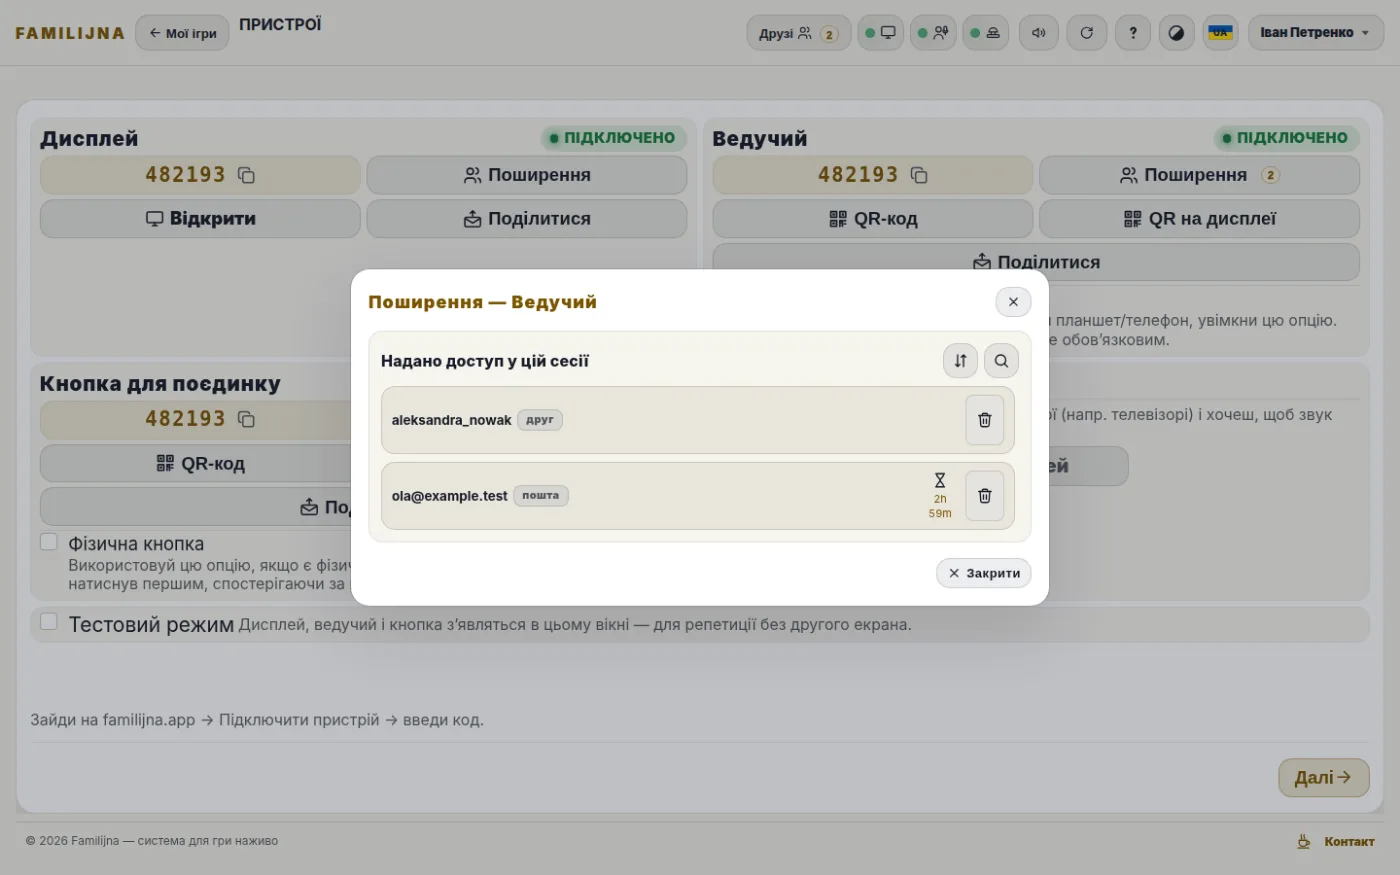 FAMILIJNA
← Мої ігри
ПРИСТРОЇ
Друзі 2
?
UA
Іван Петренко
Дисплей
ПІДКЛЮЧЕНО
482193
Поширення
Відкрити
Поділитися
Ведучий
ПІДКЛЮЧЕНО
482193
Поширення 2
QR-код
QR на дисплеї
Поділитися
планшет/телефон, увімкни цю опцію.
е обов'язковим.
Поширення — Ведучий
Надано доступ у цій сесії
aleksandra_nowak друг
ola@example.test пошта
2h
59m
Закрити
Кнопка для поєдинку
482193
QR-код
Фізична кнопка
Використовуй цю опцію, якщо є
натиснув першим, спостерігаючи за
ої (напр. телевізорі) і хочеш, щоб звук
ей
Тестовий режим Дисплей, ведучий і кнопка з'являться в цьому вікні — для репетиції без другого екрана.
Зайди на familijna.app → Підключити пристрій → введи код.
Далі →
© 2026 Familijna — система для гри наживо
Контакт